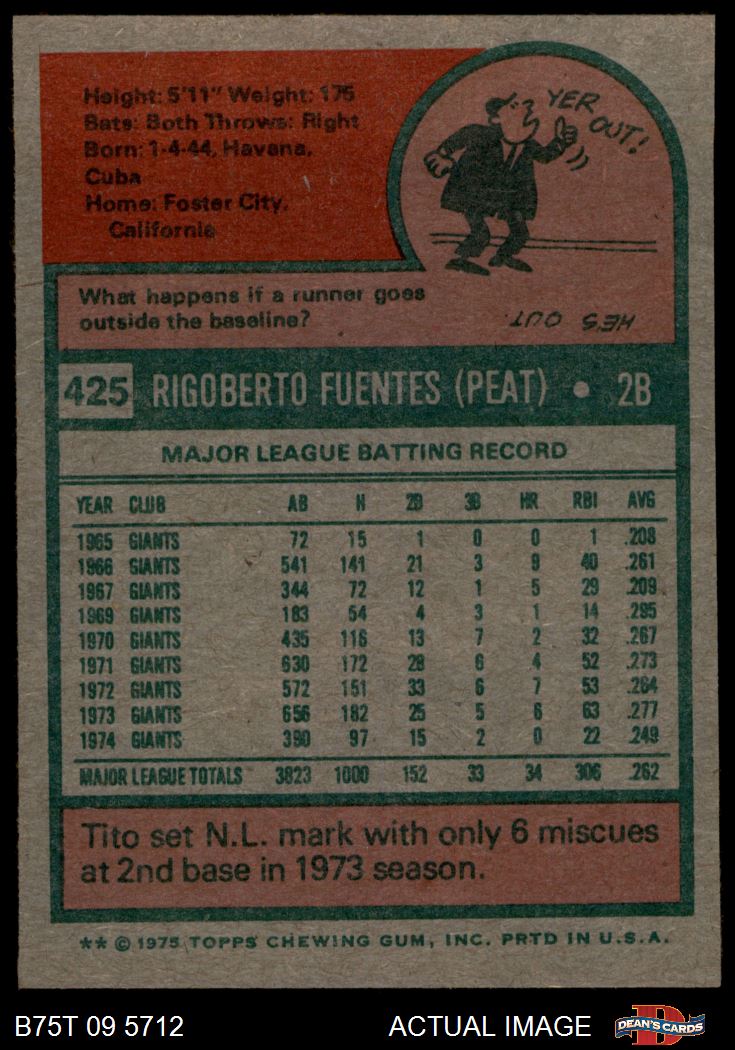 Height: 5'11" Weight: 175
Bats: Both Throws: Right
Born: 1-4-44, Havana,
Cuba
Home: Foster City,
California
YER
OUT!
What happens if a runner goes
outside the baseline?
HE'S OUT
425 RIGOBERTO FUENTES (PEAT) • 2B
MAJOR LEAGUE BATTING RECORD
YEAR CLUB AB H 2B 3B HR RBI AVG
1965 GIANTS 72 15 1 0 0 1 .208
1966 GIANTS 541 141 21 3 9 40 .261
1967 GIANTS 344 72 12 1 5 29 .209
1969 GIANTS 183 54 4 3 1 14 .295
1970 GIANTS 435 116 13 7 2 32 .267
1971 GIANTS 630 172 28 6 4 52 .273
1972 GIANTS 572 151 33 6 7 53 .264
1973 GIANTS 656 182 25 5 6 63 .277
1974 GIANTS 390 97 15 2 0 22 .249
MAJOR LEAGUE TOTALS 3823 1000 152 33 34 306 .262
Tito set N.L. mark with only 6 miscues
at 2nd base in 1973 season.
** © 1975 TOPPS CHEWING GUM, INC. PRTD IN U.S.A.
B75T 09 5712 ACTUAL IMAGE DEAN'S CARDS